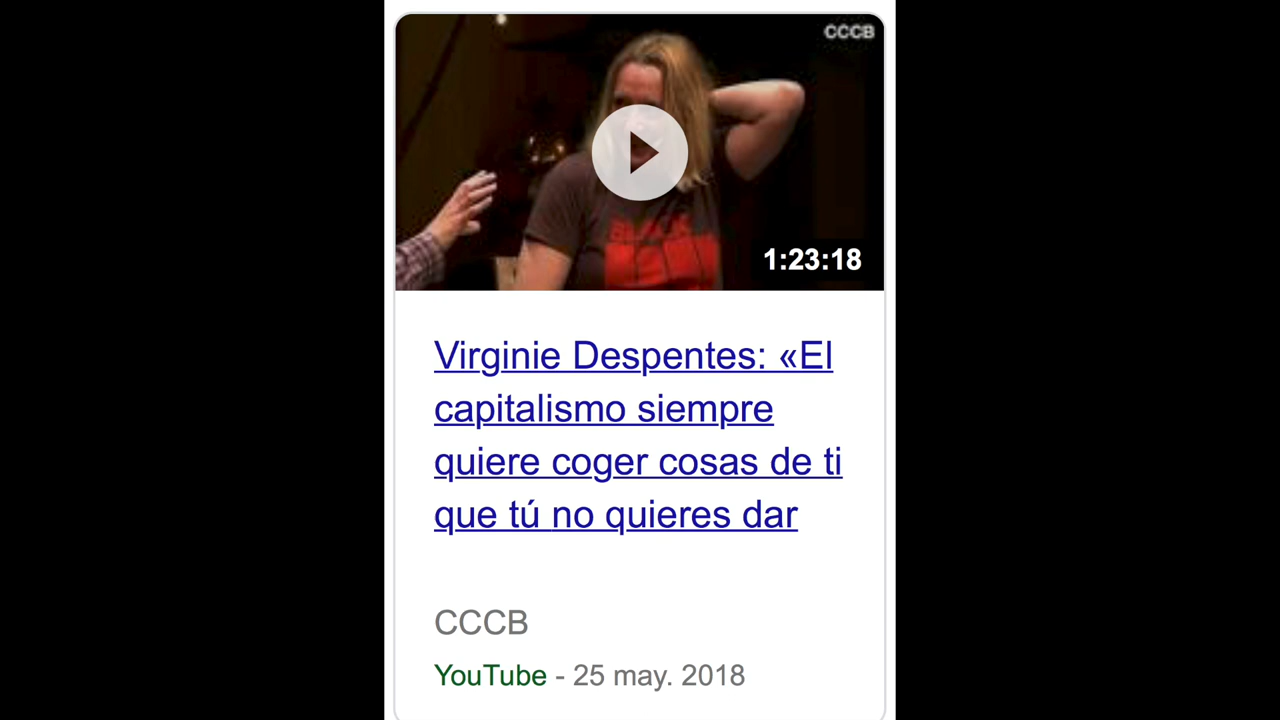 CCCB
1:23:18
Virginie Despentes: «El
capitalismo siempre
quiere coger cosas de ti
que tú no quieres dar
CCCB
YouTube - 25 may. 2018